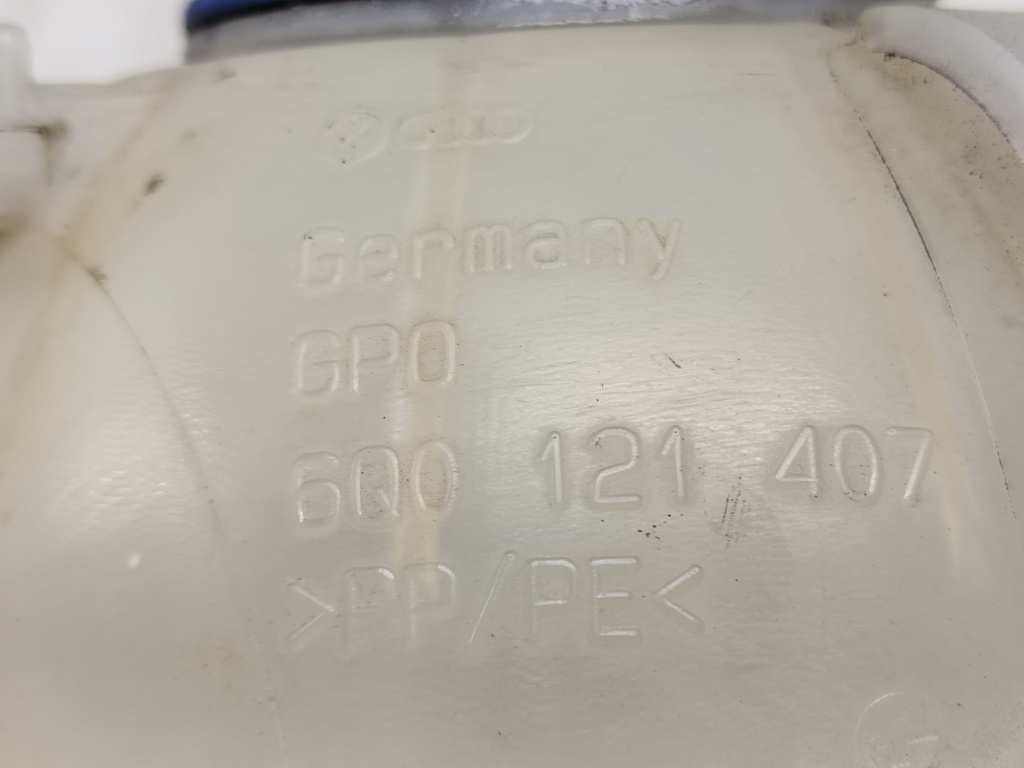 Germany
GPO
6Q0 121 407
>PP/PE<